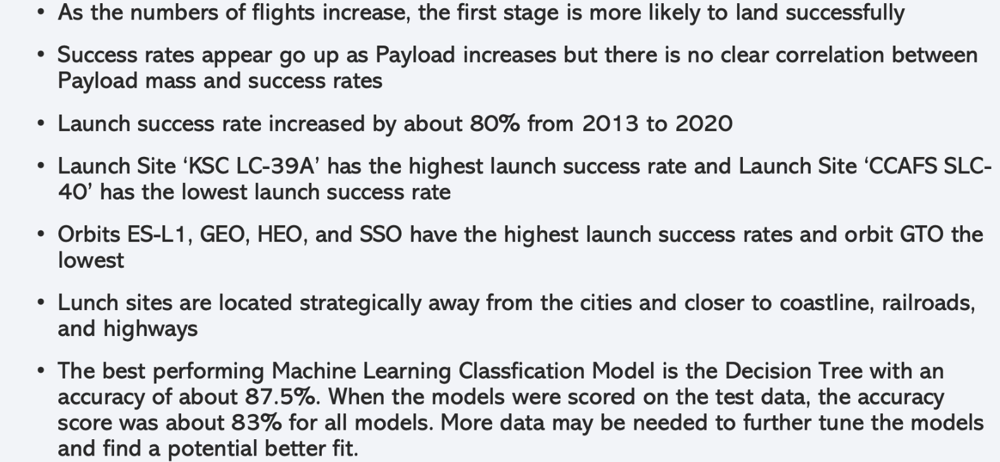 • As the numbers of flights increase, the first stage is more likely to land successfully
• Success rates appear go up as Payload increases but there is no clear correlation between
Payload mass and success rates
• Launch success rate increased by about 80% from 2013 to 2020
• Launch Site ‘KSC LC-39A’ has the highest launch success rate and Launch Site ‘CCAFS SLC-
40’ has the lowest launch success rate
• Orbits ES-L1, GEO, HEO, and SSO have the highest launch success rates and orbit GTO the
lowest
• Lunch sites are located strategically away from the cities and closer to coastline, railroads,
and highways
• The best performing Machine Learning Classfication Model is the Decision Tree with an
accuracy of about 87.5%. When the models were scored on the test data, the accuracy
score was about 83% for all models. More data may be needed to further tune the models
and find a potential better fit.